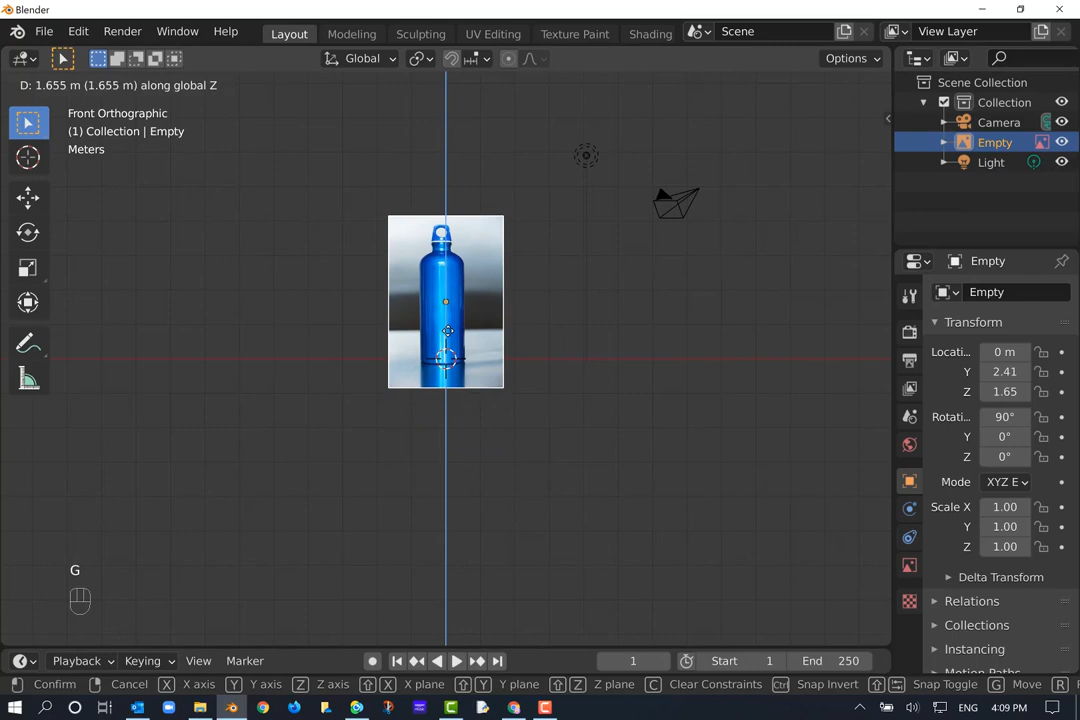 Blender
File Edit Render Window Help
Layout Modeling Sculpting UV Editing Texture Paint Shading Scene View Layer
Global Options
D: 1.655 m (1.655 m) along global Z
Front Orthographic
(1) Collection | Empty
Meters
Scene Collection
Collection
Camera
Empty
Light
Empty
Empty
Transform
Locati... 0 m
Y 2.41
Z 1.65
Rotati... 90°
Y 0°
Z 0°
Mode XYZ E
Scale X 1.00
Y 1.00
Z 1.00
Delta Transform
Relations
Collections
Instancing
Motion Paths
G
Playback Keying View Marker 1 Start 1 End 250
Confirm Cancel X X axis Y Y axis Z Z axis X X plane Y Y plane Z Z plane C Clear Constraints Ctrl Snap Invert Snap Toggle G Move R
ENG 4:09 PM